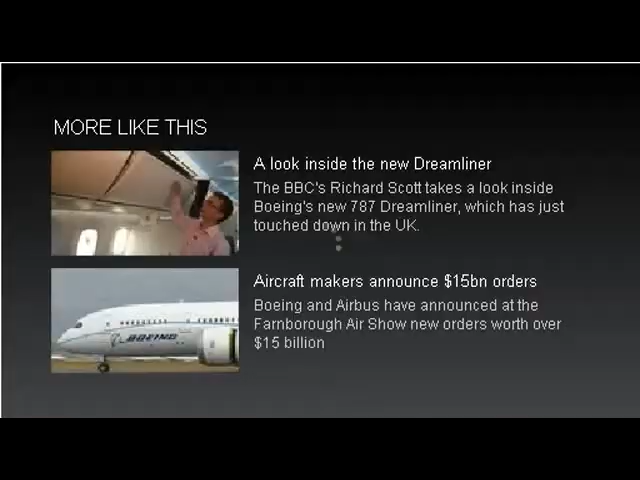 MORE LIKE THIS
A look inside the new Dreamliner
The BBC's Richard Scott takes a look inside
Boeing's new 787 Dreamliner, which has just
touched down in the UK.
Aircraft makers announce $15bn orders
Boeing and Airbus have announced at the
Farnborough Air Show new orders worth over
$15 billion
BOEING